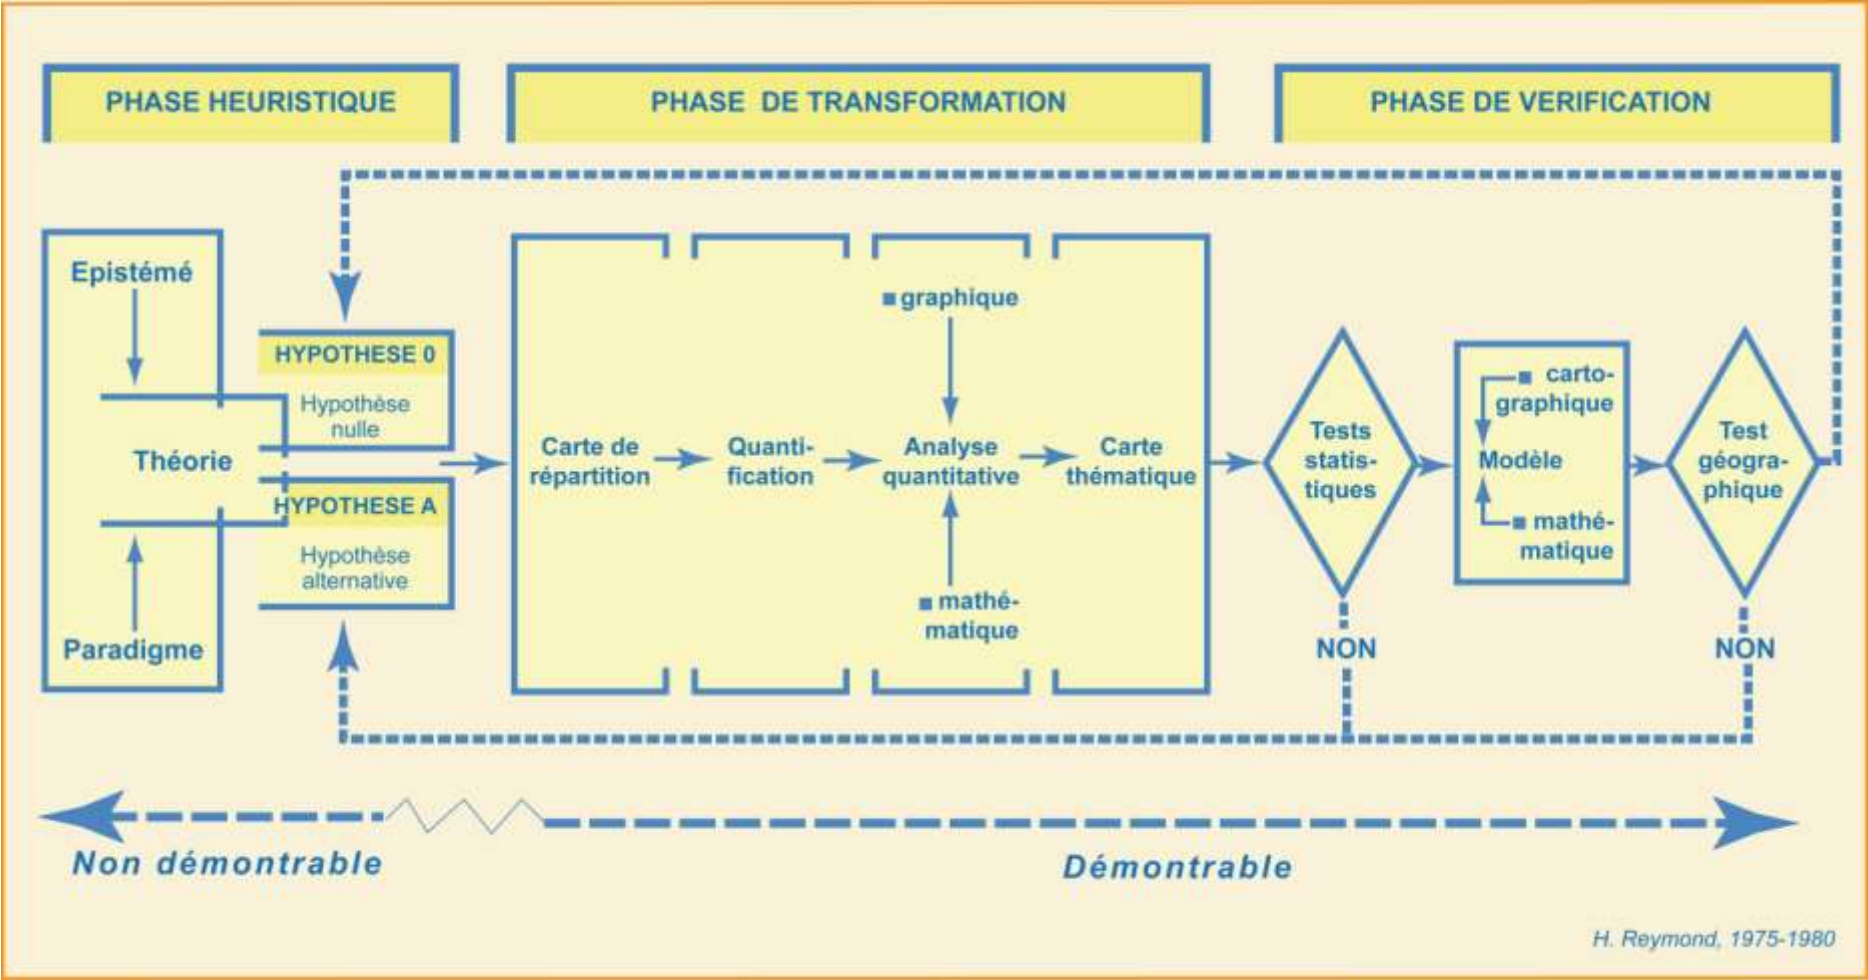 PHASE HEURISTIQUE
PHASE DE TRANSFORMATION
PHASE DE VERIFICATION
Epistémé
Théorie
Paradigme
HYPOTHESE 0
Hypothèse
nulle
HYPOTHESE A
Hypothèse
alternative
Carte de
répartition
Quanti-
fication
graphique
Analyse
quantitative
mathé-
matique
Carte
thématique
Tests
statis-
tiques
NON
carto-
graphique
Modèle
mathé-
matique
Test
géogra-
phique
NON
Non démontrable
Démontrable
H. Reymond, 1975-1980